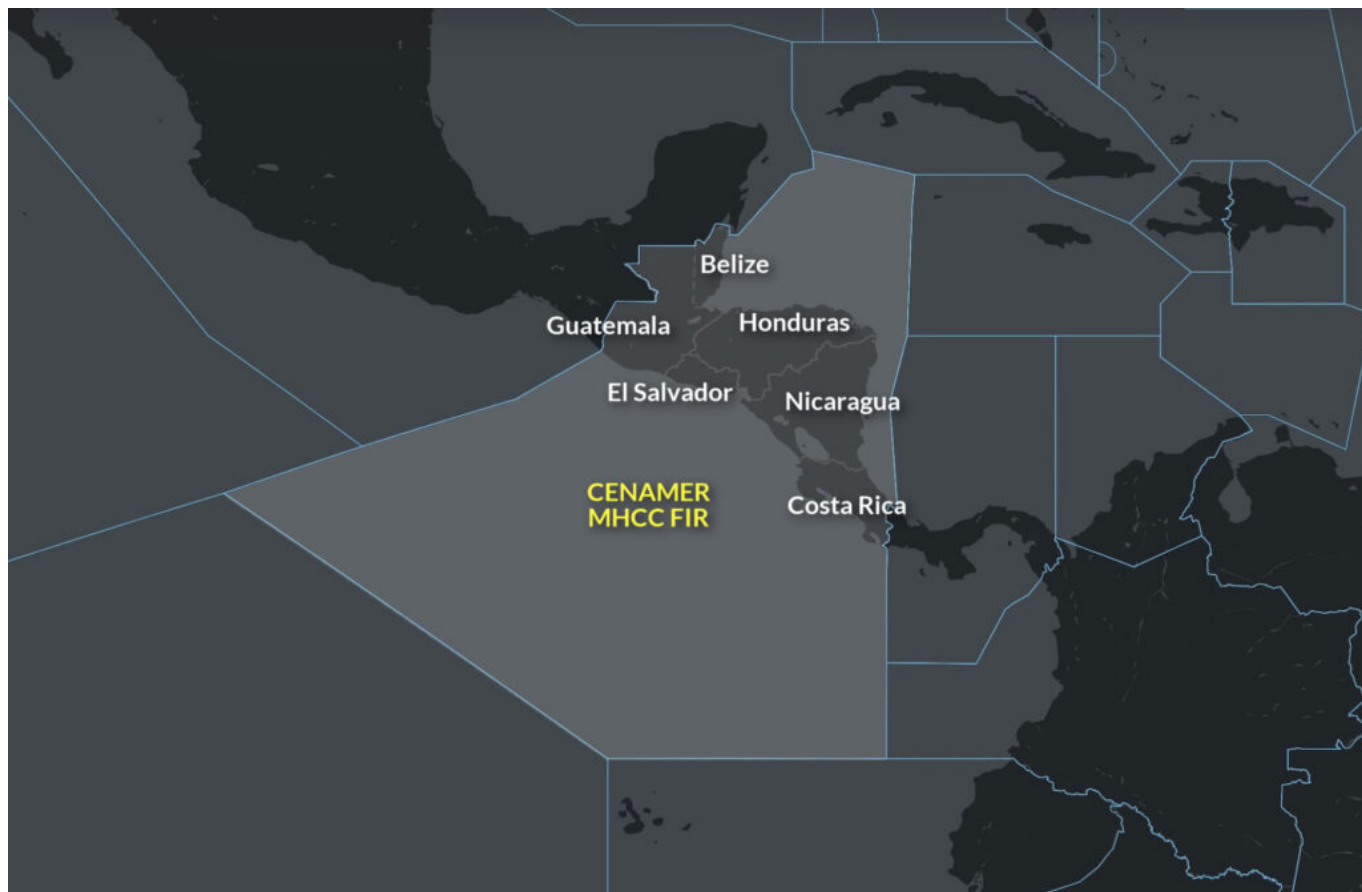 Belize
Guatemala
Honduras
El Salvador
Nicaragua
CENAMER
MHCC FIR
Costa Rica